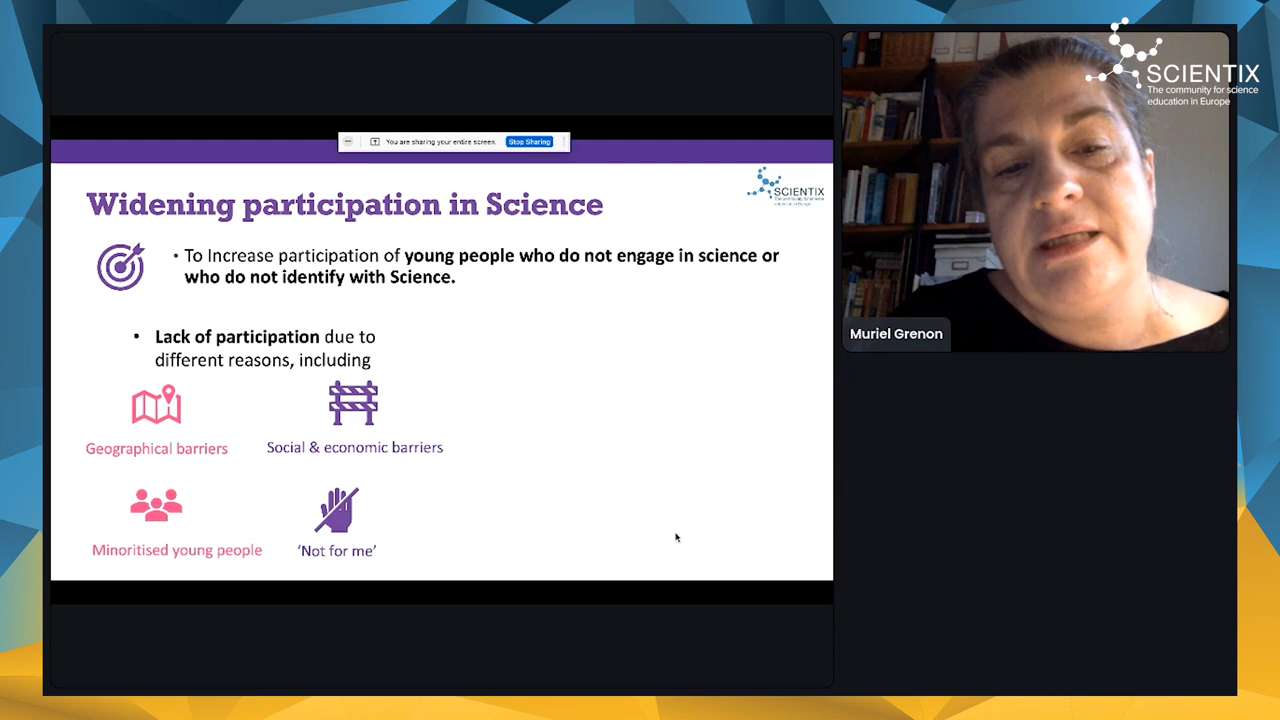 SCIENTIX
The community for science
education in Europe
You are sharing your entire screen.
Stop Sharing
Widening participation in Science
SCIENTIX
• To Increase participation of young people who do not engage in science or
who do not identify with Science.
• Lack of participation due to
different reasons, including
Geographical barriers
Social & economic barriers
Minoritised young people
‘Not for me’
Muriel Grenon